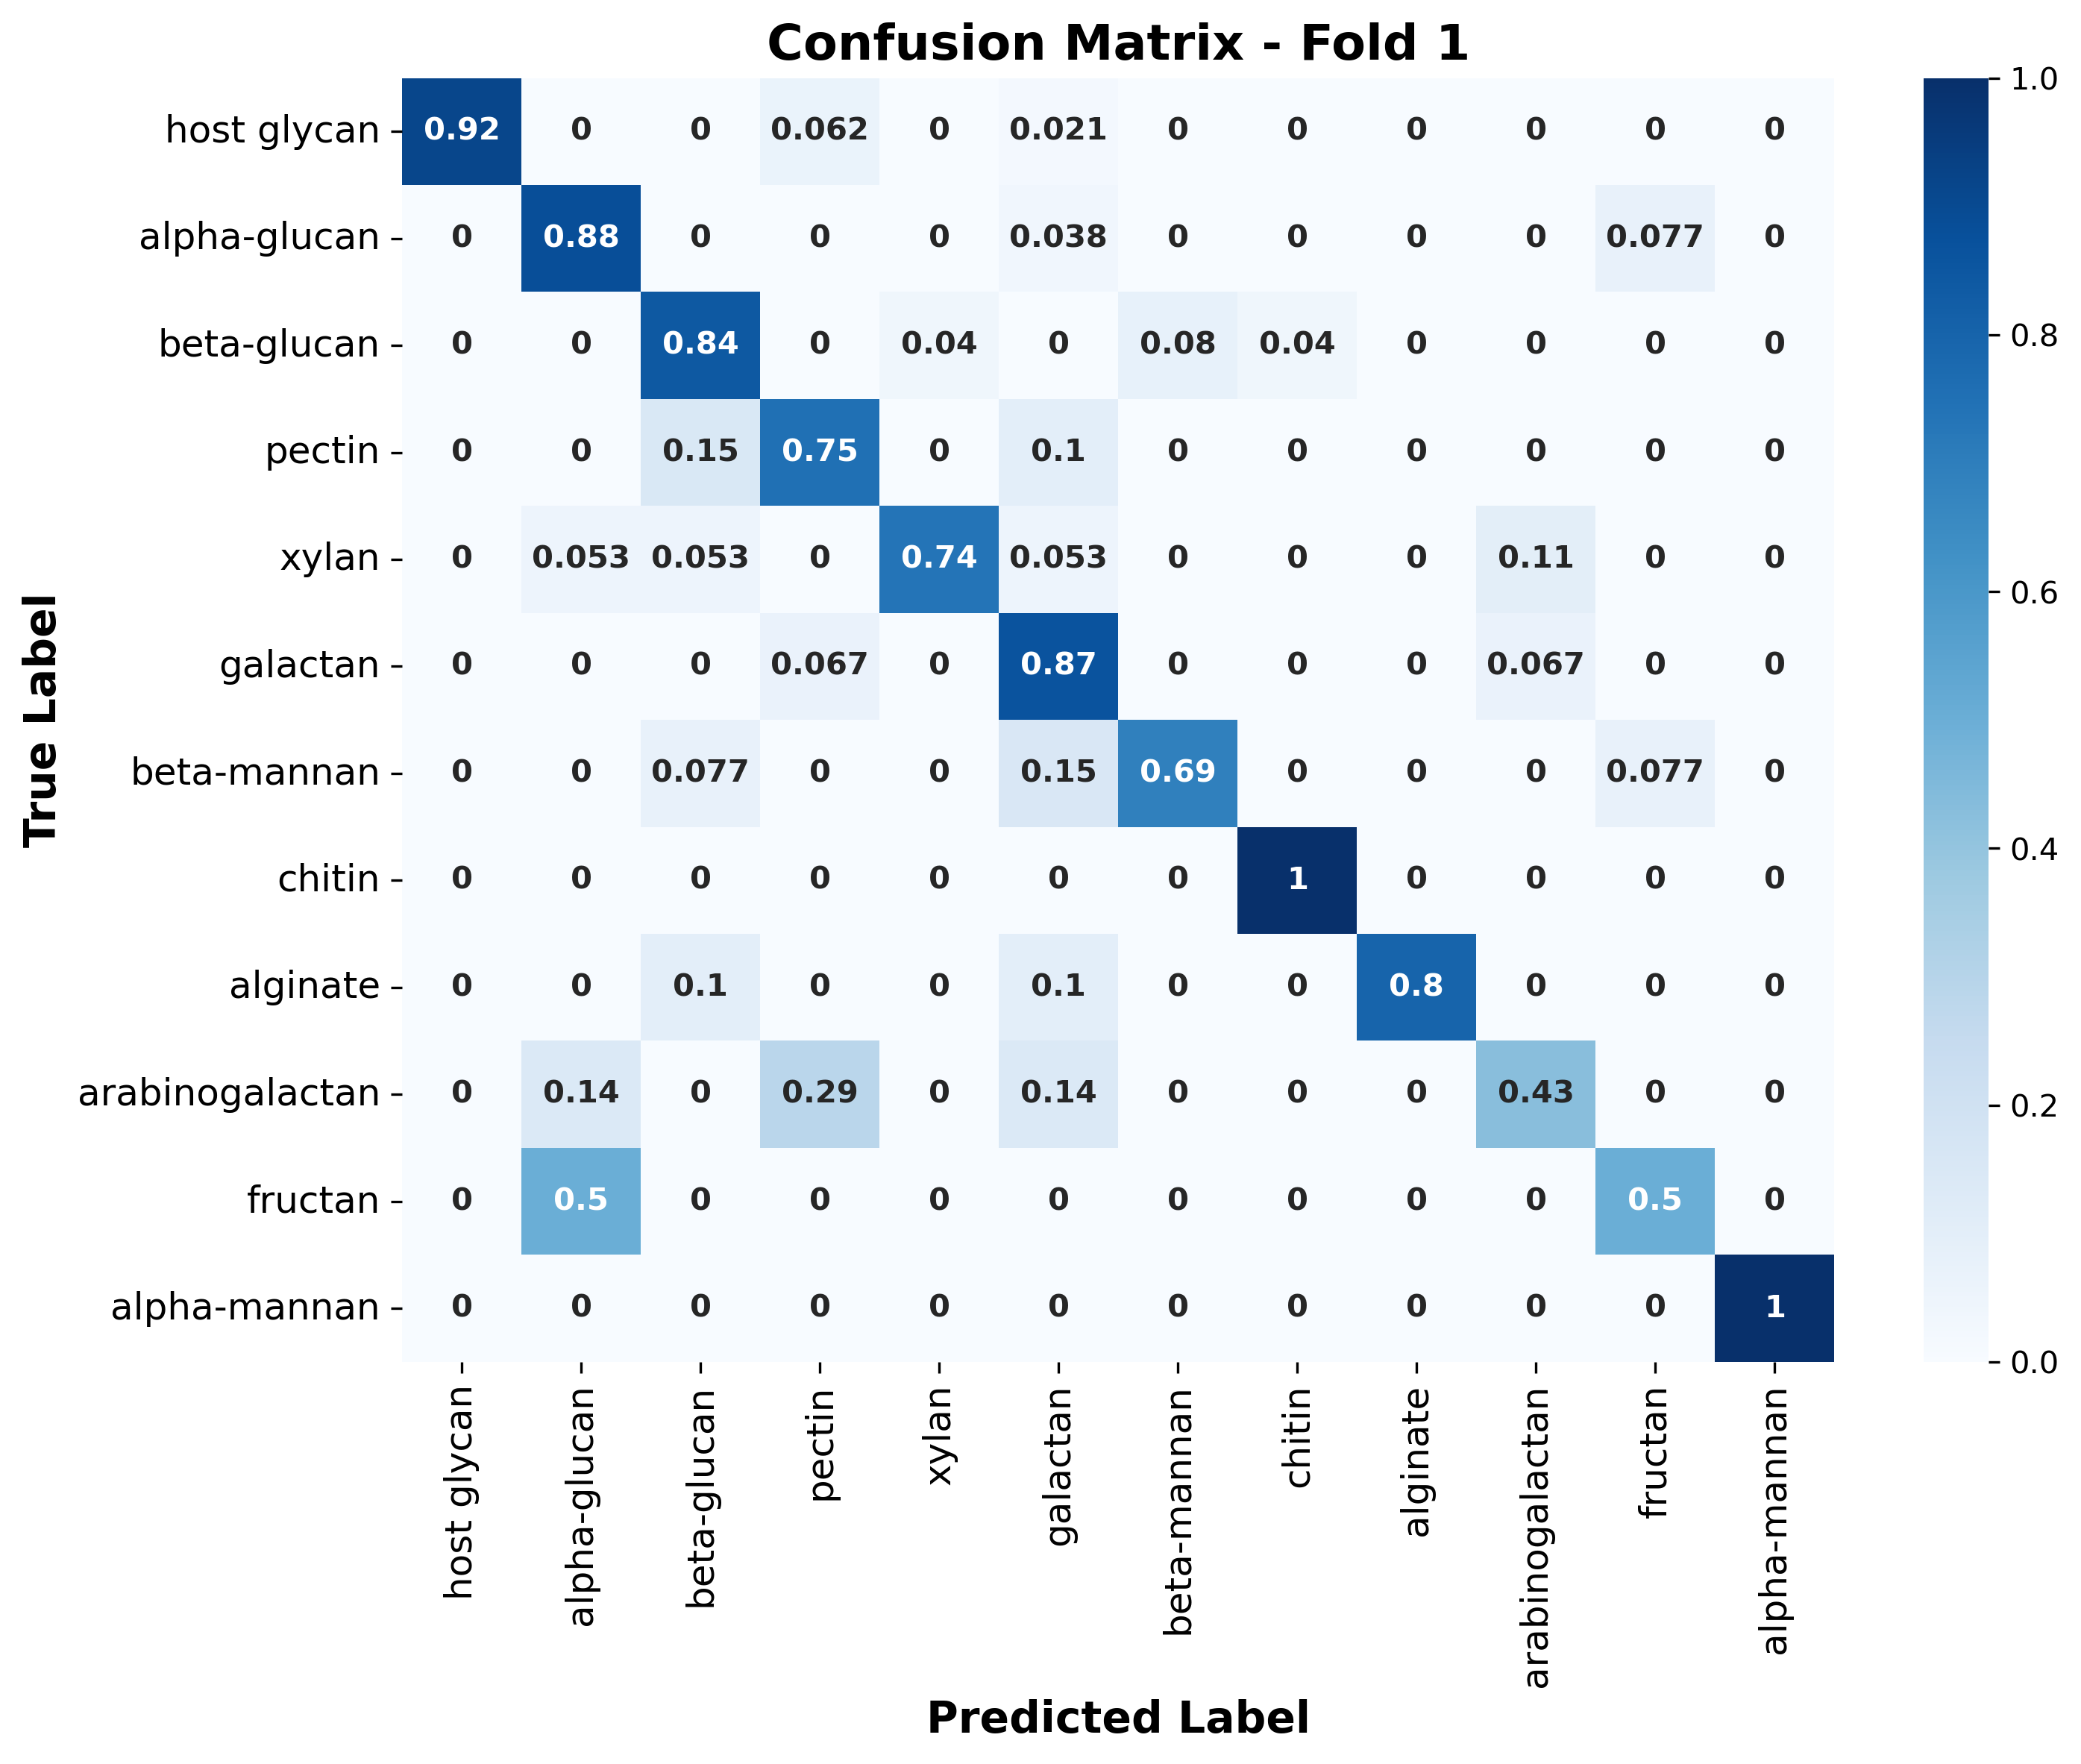 Confusion Matrix - Fold 1
True Label
host glycan 0.92 0 0 0.062 0 0.021 0 0 0 0 0 0
alpha-glucan 0 0.88 0 0 0 0.038 0 0 0 0 0.077 0
beta-glucan 0 0 0.84 0 0.04 0 0.08 0.04 0 0 0 0
pectin 0 0 0.15 0.75 0 0.1 0 0 0 0 0 0
xylan 0 0.053 0.053 0 0.74 0.053 0 0 0 0.11 0 0
galactan 0 0 0 0.067 0 0.87 0 0 0 0.067 0 0
beta-mannan 0 0 0.077 0 0 0.15 0.69 0 0 0 0.077 0
chitin 0 0 0 0 0 0 0 1 0 0 0 0
alginate 0 0 0.1 0 0 0.1 0 0 0.8 0 0 0
arabinogalactan 0 0.14 0 0.29 0 0.14 0 0 0 0.43 0 0
fructan 0 0.5 0 0 0 0 0 0 0 0 0.5 0
alpha-mannan 0 0 0 0 0 0 0 0 0 0 0 1
host glycan
alpha-glucan
beta-glucan
pectin
xylan
galactan
beta-mannan
chitin
alginate
arabinogalactan
fructan
alpha-mannan
Predicted Label
1.0
0.8
0.6
0.4
0.2
0.0